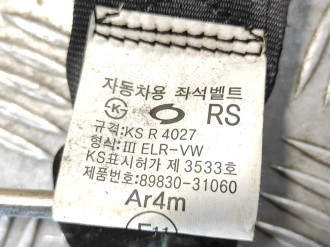 자동차용 좌석벨트
K RS
규격:KS R 4027
형식:III ELR-VW
KS표시허가 제 3533호
제품번호:89830-31060
Ar4m
E11